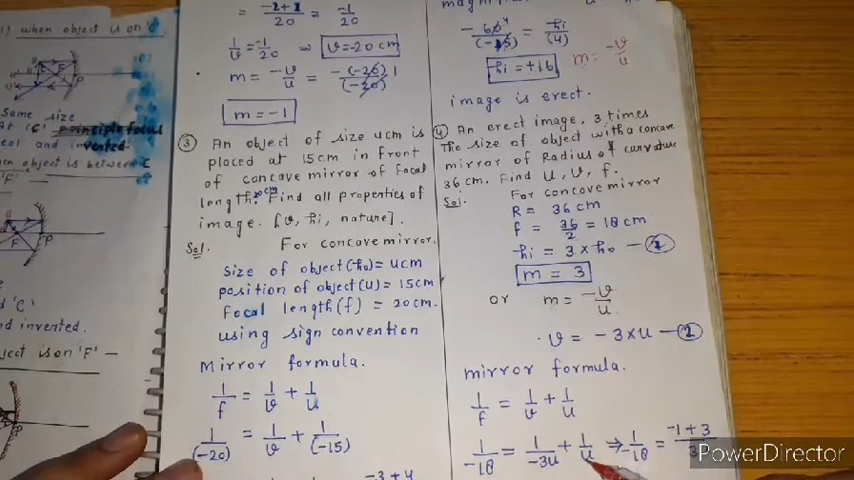 ) when object u on
F
P
Same size
At 'C' principle focus
real and inverted.
object is between C
'F' -
F
P
'C'
and inverted.
object is on 'F' -
P
= -2+1/20 = -1/20
1/v = -1/20 ⇒ v=-20 cm
m = -v/u = -(-20)/(-20) 1
m = -1
③ An object of size 4cm is
placed at 15cm in front
of concave mirror of Focal
length 20cm. Find all properties of
image. [v, hi, nature].
Sol. For concave mirror.
Size of object (ho) = 4cm
position of object (u) = 15cm
Focal length (f) = 20cm.
using sign convention
Mirror formula.
1/f = 1/v + 1/u
1/(-20) = 1/v + 1/(-15)
-3+4
- 60 4/(-15) = hi/(4)
hi = +16
m = -v/u
image is erect.
④ An erect image, 3 times
The size of object with a concave
mirror of Radius of curvature
36 cm. Find u, v, f.
Sol. For concave mirror
R = 36 cm
f = 36/2 = 18 cm
hi = 3 × ho - ①
m = 3
or m = -v/u
v = -3×u - ②
mirror formula.
1/f = 1/v + 1/u
1/-18 = 1/-3u + 1/u ⇒ 1/-18 = -1+3/3
PowerDirector